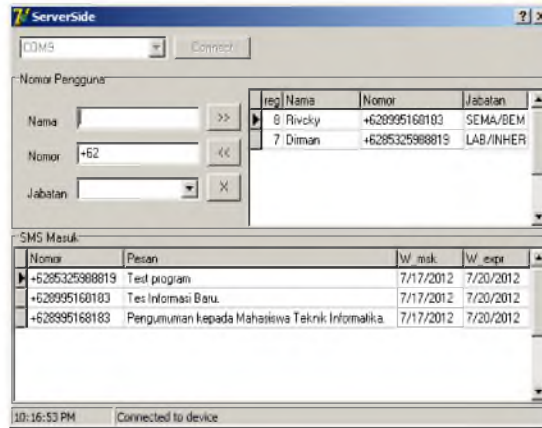 ServerSide
COM9
Connect
Nomor Pengguna
Nama
>>
Nomor +62
<<
Jabatan
X
reg Nama Nomor Jabatan
8 Rivcky +628995168183 SEMA/BEM
7 Dirman +6285325988819 LAB/INHER
SMS Masuk
Nomor Pesan W_msk W_expr
+6285325988819 Test program 7/17/2012 7/20/2012
+628995168183 Tes Informasi Baru. 7/17/2012 7/20/2012
+628995168183 Pengumuman kepada Mahasiswa Teknik Informatika. 7/17/2012 7/20/2012
10:16:53 PM Connected to device